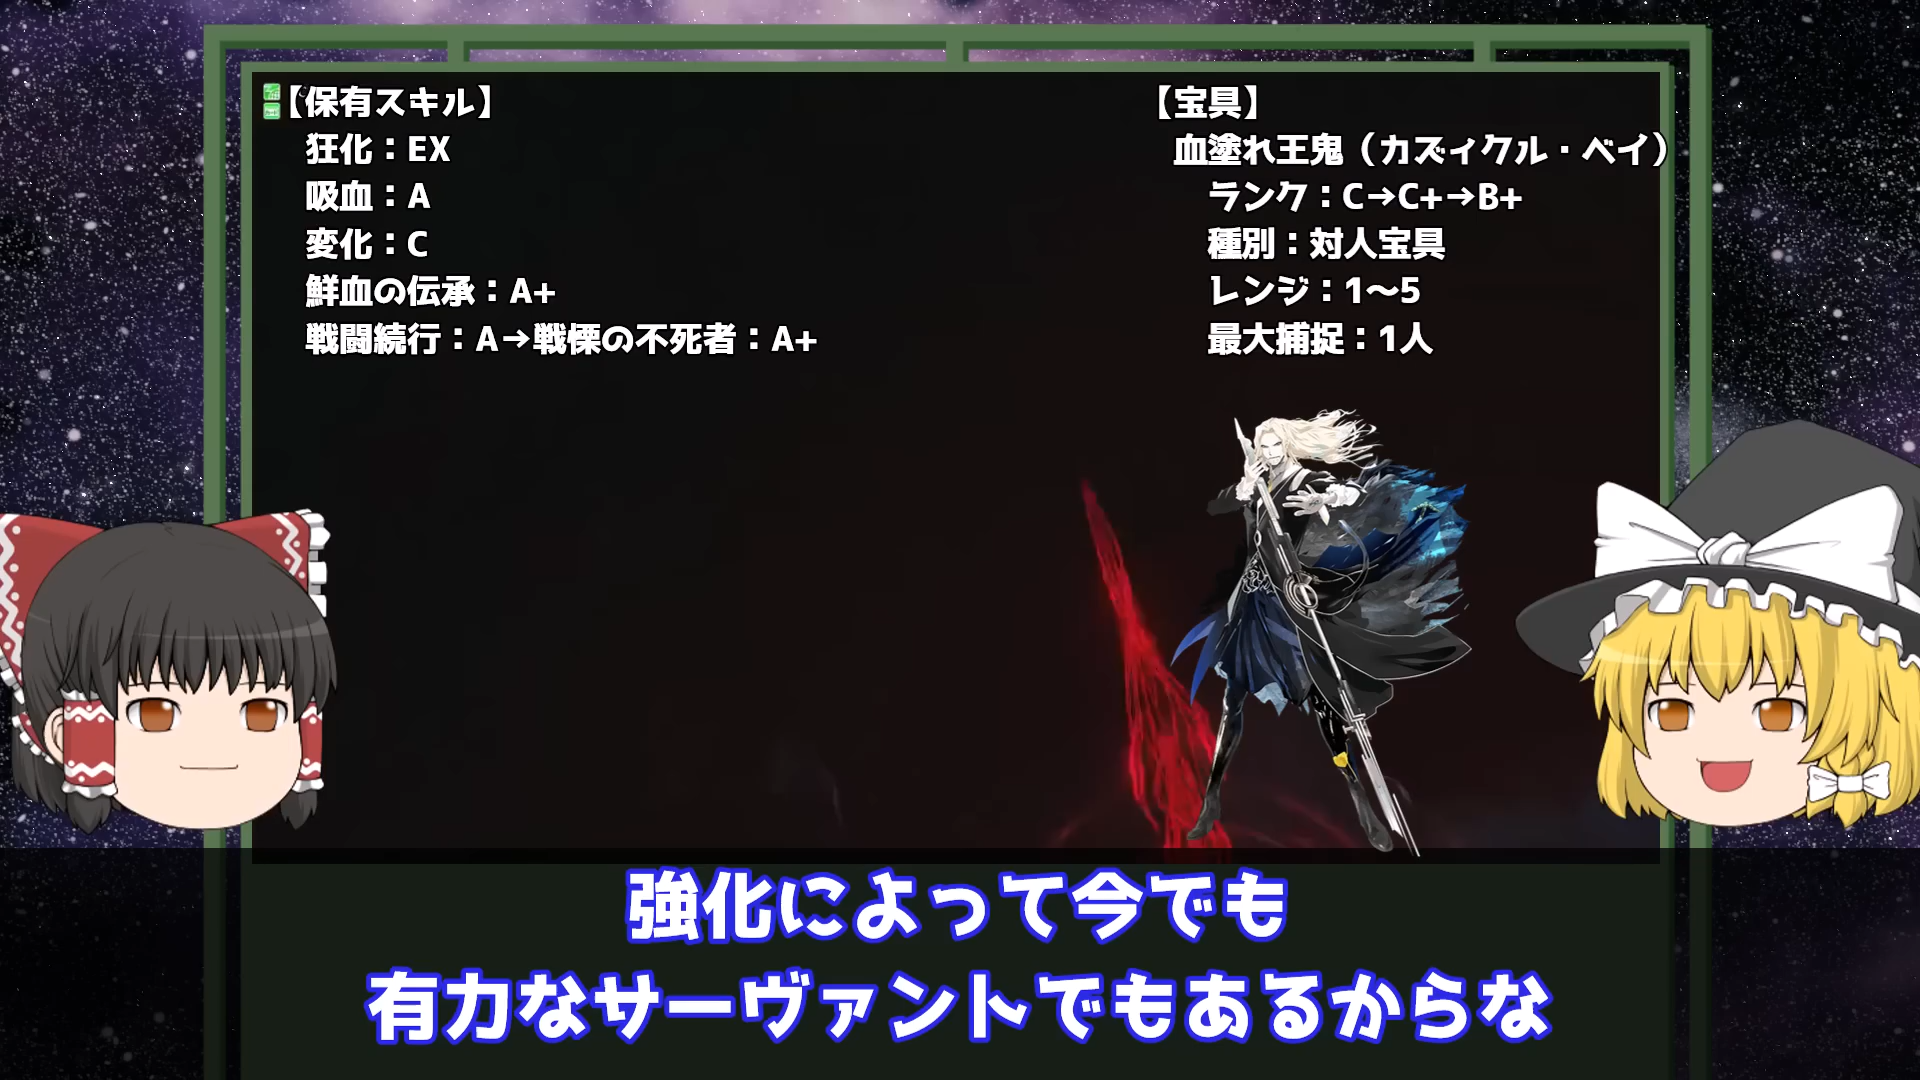 【保有スキル】
狂化：EX
吸血：A
変化：C
鮮血の伝承：A+
戦闘続行：A→戦慄の不死者：A+
【宝具】
血塗れ王鬼（カズィクル・ベイ）
ランク：C→C+→B+
種別：対人宝具
レンジ：1～5
最大捕捉：1人
強化によって今でも
有力なサーヴァントでもあるからな